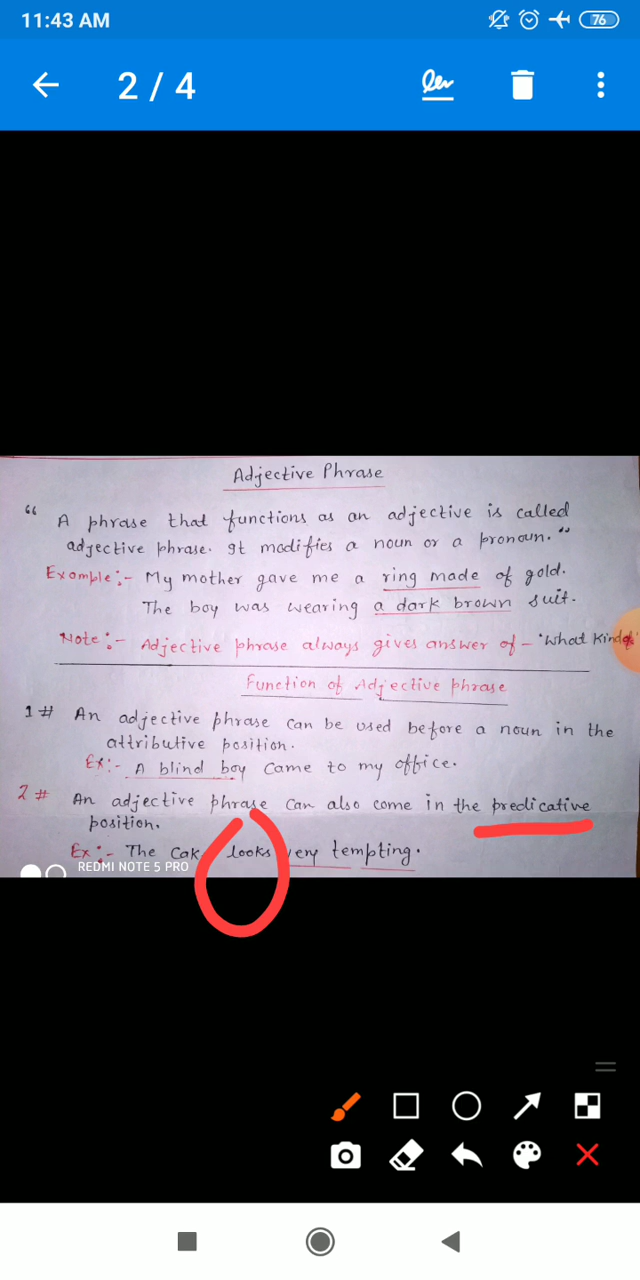 11:43 AM
76
2 / 4
Adjective Phrase
“ A phrase that functions as an adjective is called
adjective phrase. It modifies a noun or a pronoun.”
Example:- My mother gave me a ring made of gold.
The boy was wearing a dark brown suit.
Note:- Adjective phrase always gives answer of - 'What kind of'
Function of Adjective phrase
1# An adjective phrase can be used before a noun in the
attributive position.
Ex:- A blind boy came to my office.
2# An adjective phrase can also come in the predicative
position.
Ex:- The Cak looks very tempting.
REDMI NOTE 5 PRO